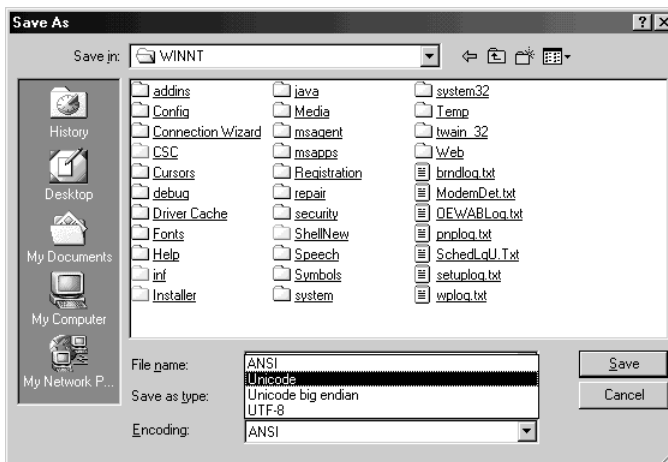 Save As
Save in:
WINNT
History
Desktop
My Documents
My Computer
My Network P...
addins
Config
Connection Wizard
CSC
Cursors
debug
Driver Cache
Fonts
Help
inf
Installer
java
Media
msagent
msapps
Registration
repair
security
ShellNew
Speech
Symbols
system
system32
Temp
twain_32
Web
brndlog.txt
ModemDet.txt
OEWABLog.txt
pnplog.txt
SchedLgU.Txt
setuplog.txt
wplog.txt
File name:
Save as type:
Encoding:
ANSI
Unicode
Unicode big endian
UTF-8
ANSI
Save
Cancel